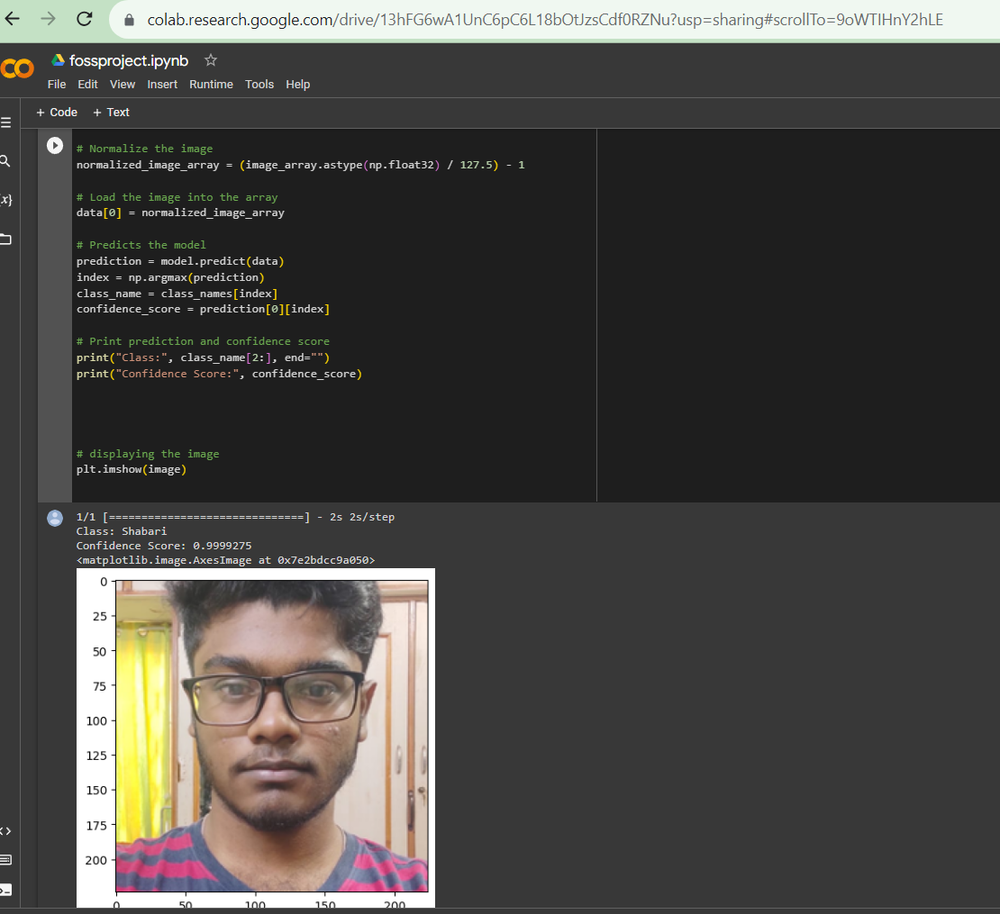 colab.research.google.com/drive/13hFG6wA1UnC6pC6L18bOtJzsCdf0RZNu?usp=sharing#scrollTo=9oWTIHnY2hLE
fossproject.ipynb
File Edit View Insert Runtime Tools Help
+ Code + Text
{x}
# Normalize the image
normalized_image_array = (image_array.astype(np.float32) / 127.5) - 1
# Load the image into the array
data[0] = normalized_image_array
# Predicts the model
prediction = model.predict(data)
index = np.argmax(prediction)
class_name = class_names[index]
confidence_score = prediction[0][index]
# Print prediction and confidence score
print("Class:", class_name[2:], end="")
print("Confidence Score:", confidence_score)
# displaying the image
plt.imshow(image)
1/1 [==============================] - 2s 2s/step
Class: Shabari
Confidence Score: 0.9999275
<matplotlib.image.AxesImage at 0x7e2bdcc9a050>
0
25
50
75
100
125
150
175
200
0 50 100 150 200